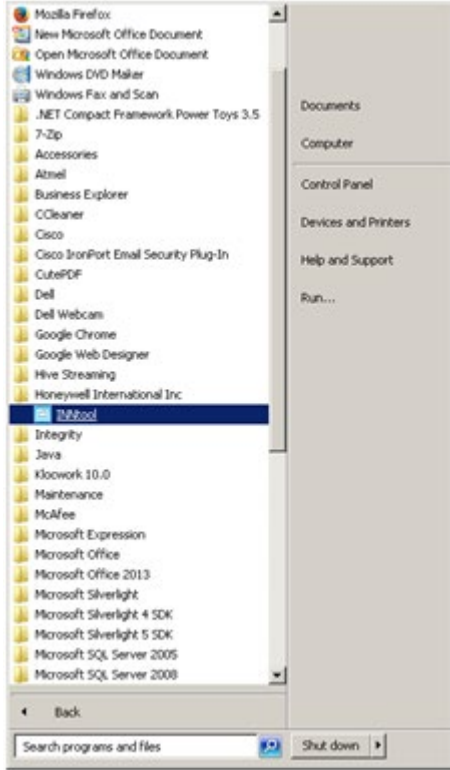 Mozilla Firefox
New Microsoft Office Document
Open Microsoft Office Document
Windows DVD Maker
Windows Fax and Scan
.NET Compact Framework Power Toys 3.5
7-Zip
Accessories
Atmel
Business Explorer
CCleaner
Cisco
Cisco IronPort Email Security Plug-In
CutePDF
Dell
Dell Webcam
Google Chrome
Google Web Designer
Hive Streaming
Honeywell International Inc
INNtool
Integrity
Java
Klocwork 10.0
Maintenance
McAfee
Microsoft Expression
Microsoft Office
Microsoft Office 2013
Microsoft Silverlight
Microsoft Silverlight 4 SDK
Microsoft Silverlight 5 SDK
Microsoft SQL Server 2005
Microsoft SQL Server 2008
Back
Search programs and files
Documents
Computer
Control Panel
Devices and Printers
Help and Support
Run...
Shut down